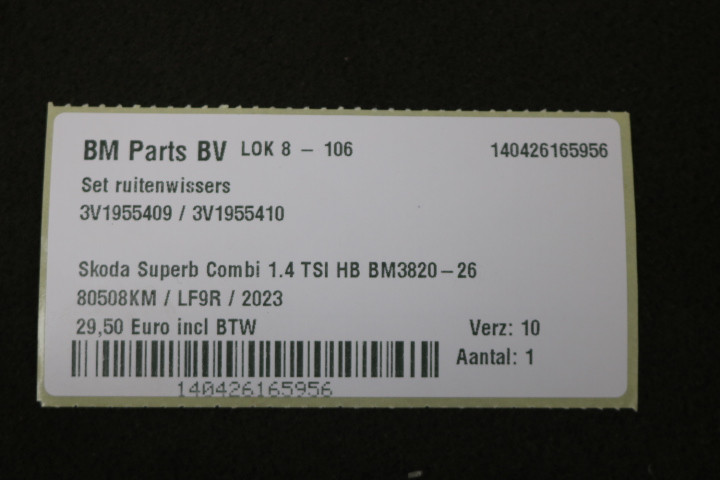 BM Parts BV LOK 8 - 106 140426165956
Set ruitenwissers
3V1955409 / 3V1955410
Skoda Superb Combi 1.4 TSI HB BM3820-26
80508KM / LF9R / 2023
29,50 Euro incl BTW Verz: 10
Aantal: 1
140426165956